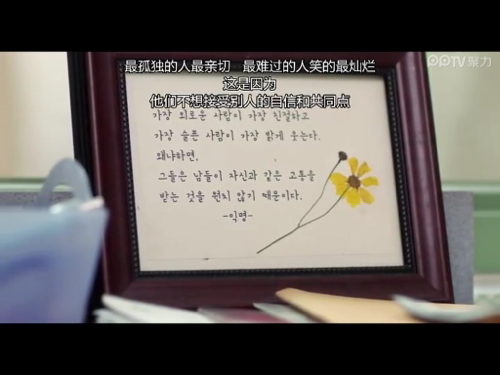 PPTV聚力
最孤独的人最亲切　最难过的人笑的最灿烂
这是因为
他们不想接受别人的自信和共同点
가장 외로운 사람이 가장 친절하고
가장 슬픈 사람이 가장 밝게 웃는다.
왜냐하면,
그들은 남들이 자신과 같은 고통을
받는 것을 원치 않기 때문이다.
-익명-